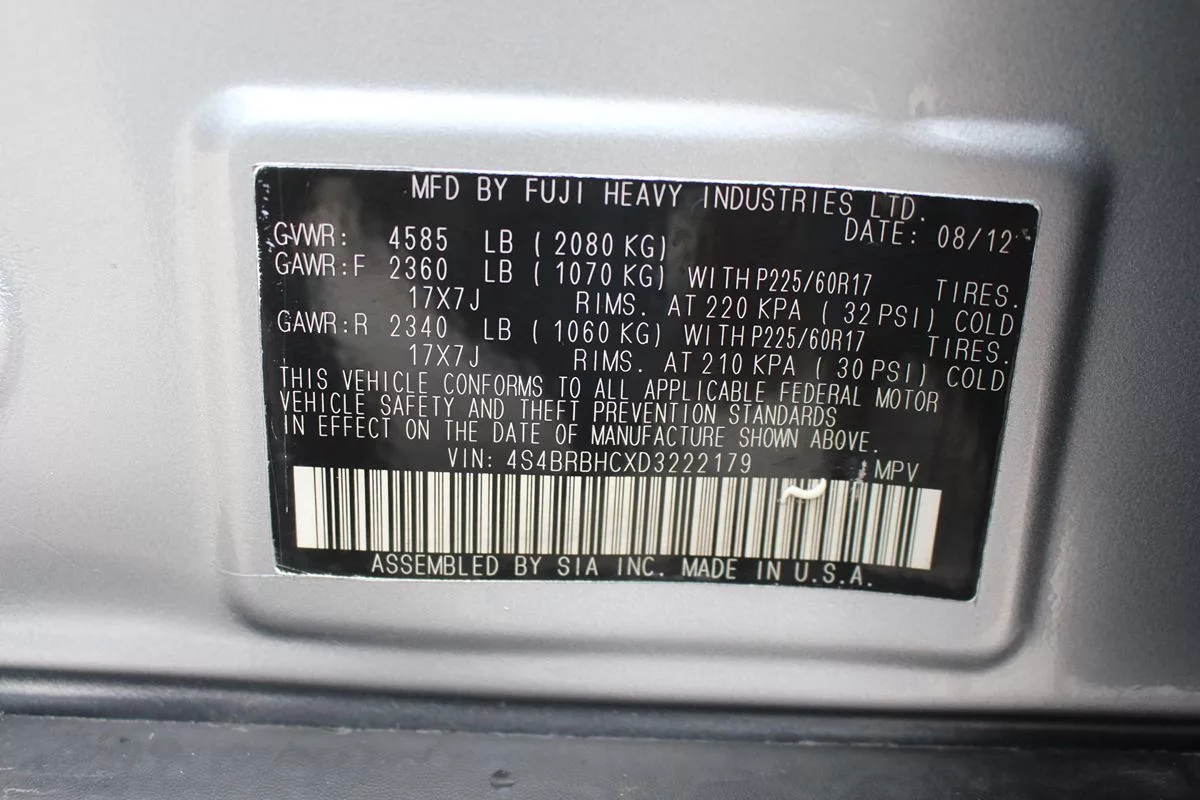 MFD BY FUJI HEAVY INDUSTRIES LTD.
DATE: 08/12
GVWR: 4585 LB ( 2080 KG)
GAWR:F 2360 LB ( 1070 KG) WITH P225/60R17 TIRES.
17X7J RIMS. AT 220 KPA ( 32 PSI) COLD
GAWR:R 2340 LB ( 1060 KG) WITH P225/60R17 TIRES.
17X7J RIMS. AT 210 KPA ( 30 PSI) COLD
THIS VEHICLE CONFORMS TO ALL APPLICABLE FEDERAL MOTOR
VEHICLE SAFETY AND THEFT PREVENTION STANDARDS
IN EFFECT ON THE DATE OF MANUFACTURE SHOWN ABOVE.
VIN: 4S4BRBHCXD3222179 MPV
ASSEMBLED BY SIA INC. MADE IN U.S.A.